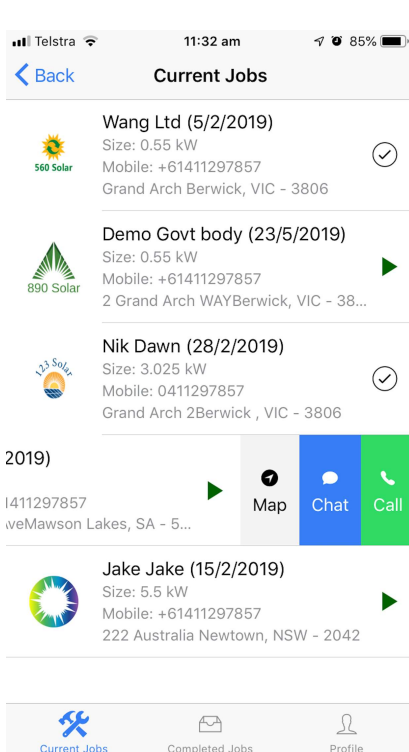 Telstra 11:32 am 85%
Back Current Jobs
Wang Ltd (5/2/2019)
Size: 0.55 kW
560 Solar
Mobile: +61411297857
Grand Arch Berwick, VIC - 3806
Demo Govt body (23/5/2019)
Size: 0.55 kW
Mobile: +61411297857
890 Solar
2 Grand Arch WAYBerwick, VIC - 38...
Nik Dawn (28/2/2019)
123 Solar
Size: 3.025 kW
Mobile: 0411297857
Grand Arch 2Berwick , VIC - 3806
2019)
1411297857
Map Chat Call
aveMawson Lakes, SA - 5...
Jake Jake (15/2/2019)
Size: 5.5 kW
Mobile: +61411297857
222 Australia Newtown, NSW - 2042
Current Jobs Completed Jobs Profile